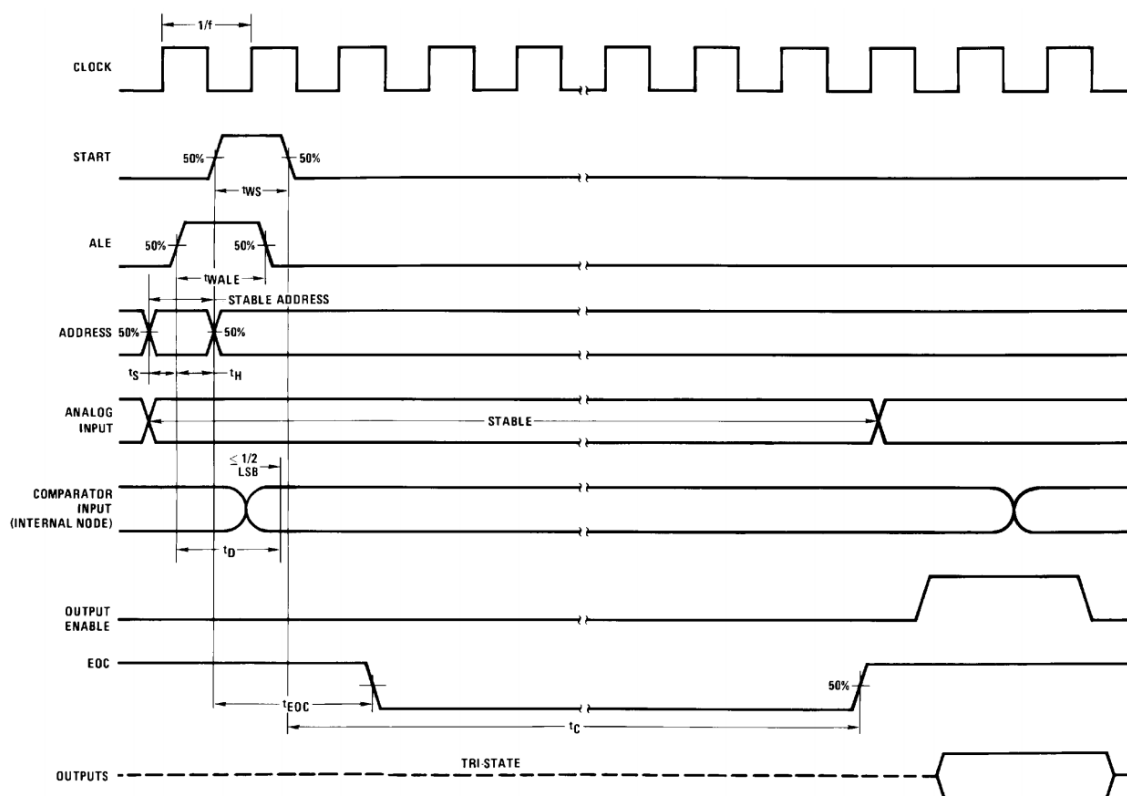 1/f
CLOCK
START
50%
50%
tWS
ALE
50%
50%
tWALE
STABLE ADDRESS
ADDRESS
50%
50%
tS
tH
ANALOG
INPUT
STABLE
≤ 1/2
LSB
COMPARATOR
INPUT
(INTERNAL NODE)
tD
OUTPUT
ENABLE
EOC
50%
tEOC
tC
TRI-STATE
OUTPUTS